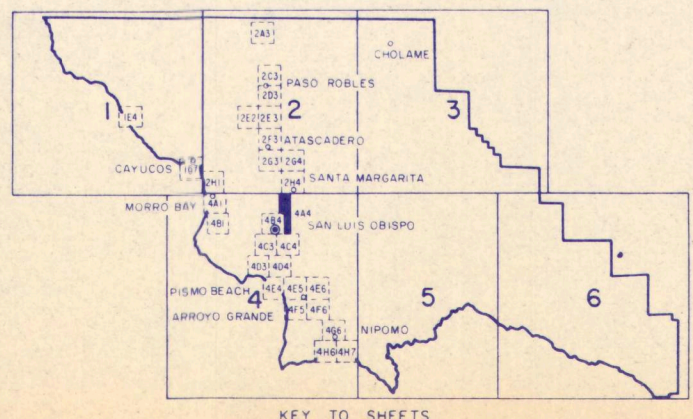 2A3
CHOLAME
2C3
PASO ROBLES
2D3
1
2
3
1E4
2E2
2E3
2F3
ATASCADERO
2G3
2G4
CAYUCOS
1G7
2H1
2H4
SANTA MARGARITA
MORRO BAY
4A1
4A4
4B1
4B4
SAN LUIS OBISPO
4C3
4C4
4D3
4D4
PISMO BEACH
4E4
4E5
4E6
4
5
6
ARROYO GRANDE
4F5
4F6
4G6
NIPOMO
4H6
4H7
KEY TO SHEETS